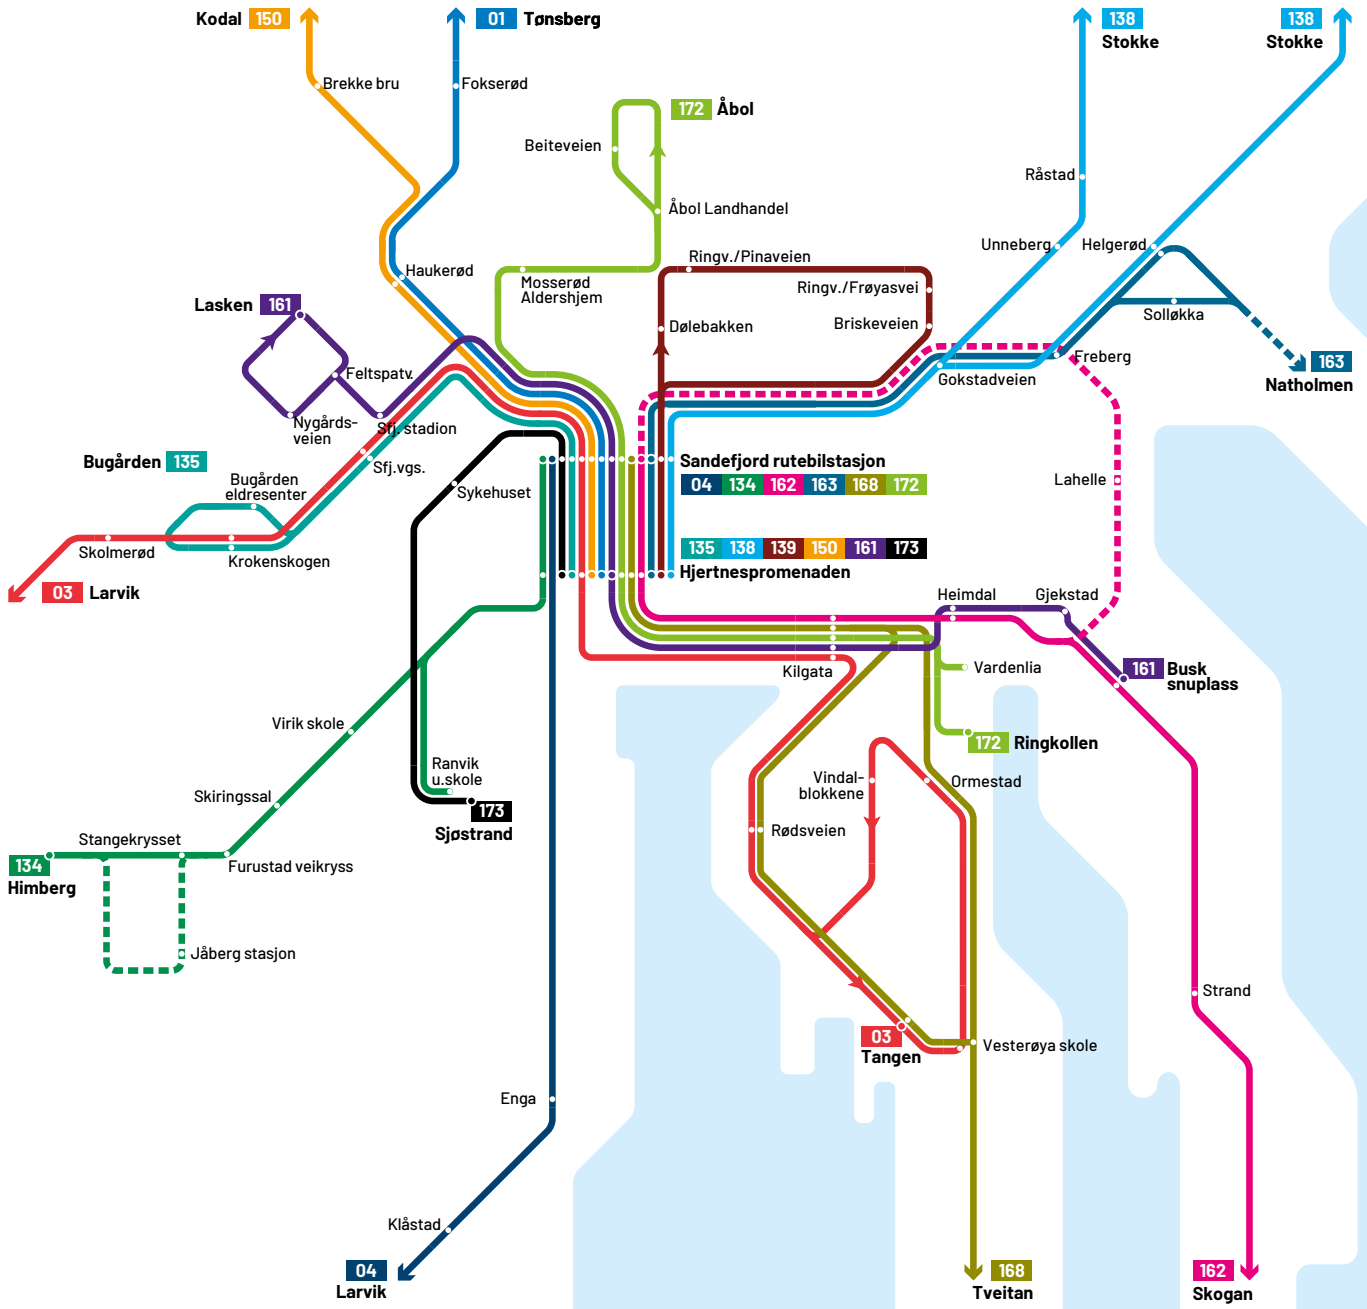 Kodal 150
01 Tønsberg
138
Stokke
138
Stokke
Brekke bru
Fokserød
172 Åbol
Beiteveien
Råstad
Åbol Landhandel
Unneberg
Helgerød
Ringv./Pinaveien
Haukerød
Mosserød
Aldershjem
Ringv./Frøyasvei
Lasken 161
Dølebakken
Briskeveien
Solløkka
Freberg
163
Natholmen
Feltspatv.
Gokstadveien
Nygårds-
veien
Sfj. stadion
Bugården 135
Sfj.vgs.
Sandefjord rutebilstasjon
04 134 162 163 168 172
Bugården
eldresenter
Sykehuset
Lahelle
Skolmerød
Krokenskogen
135 138 139 150 161 173
Hjertnespromenaden
03 Larvik
Heimdal
Gjekstad
Kilgata
Vardenlia
161 Busk
snuplass
Virik skole
172 Ringkollen
Ranvik
u.skole
Vindal-
blokkene
Ormestad
Skiringssal
173
Sjøstrand
Rødsveien
Stangekrysset
134
Himberg
Furustad veikryss
Jåberg stasjon
Strand
03
Tangen
Vesterøya skole
Enga
Klåstad
04
Larvik
168
Tveitan
162
Skogan